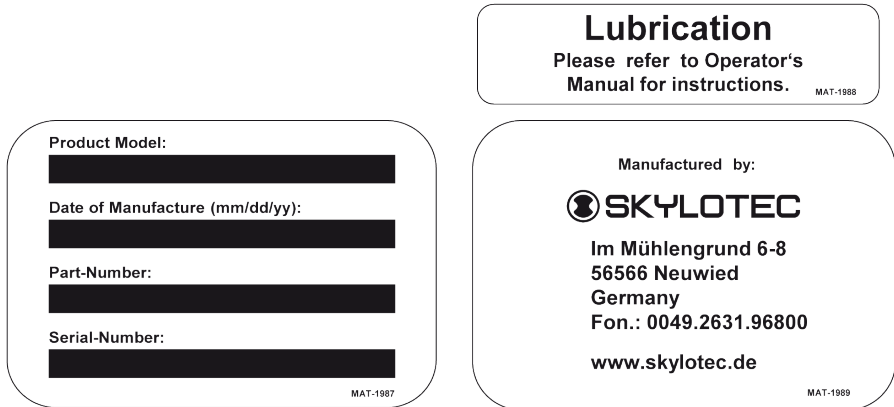 Lubrication
Please refer to Operator‘s
Manual for instructions.
MAT-1988
Product Model:
Date of Manufacture (mm/dd/yy):
Part-Number:
Serial-Number:
MAT-1987
Manufactured by:
SKYLOTEC
Im Mühlengrund 6-8
56566 Neuwied
Germany
Fon.: 0049.2631.96800
www.skylotec.de
MAT-1989